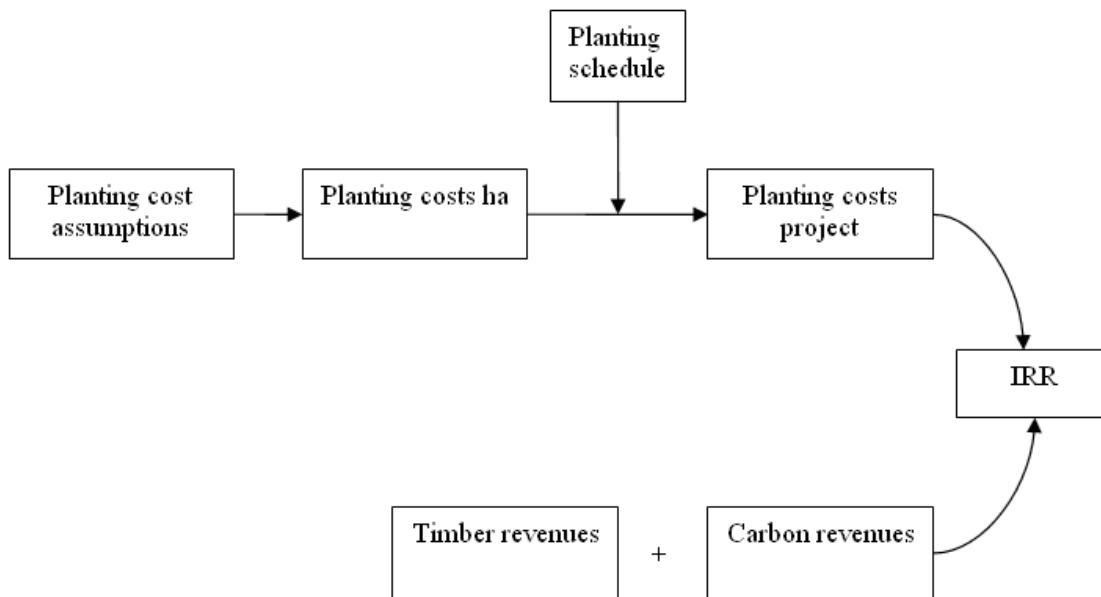 Planting
schedule
Planting cost
assumptions
Planting costs ha
Planting costs
project
IRR
Timber revenues
+
Carbon revenues